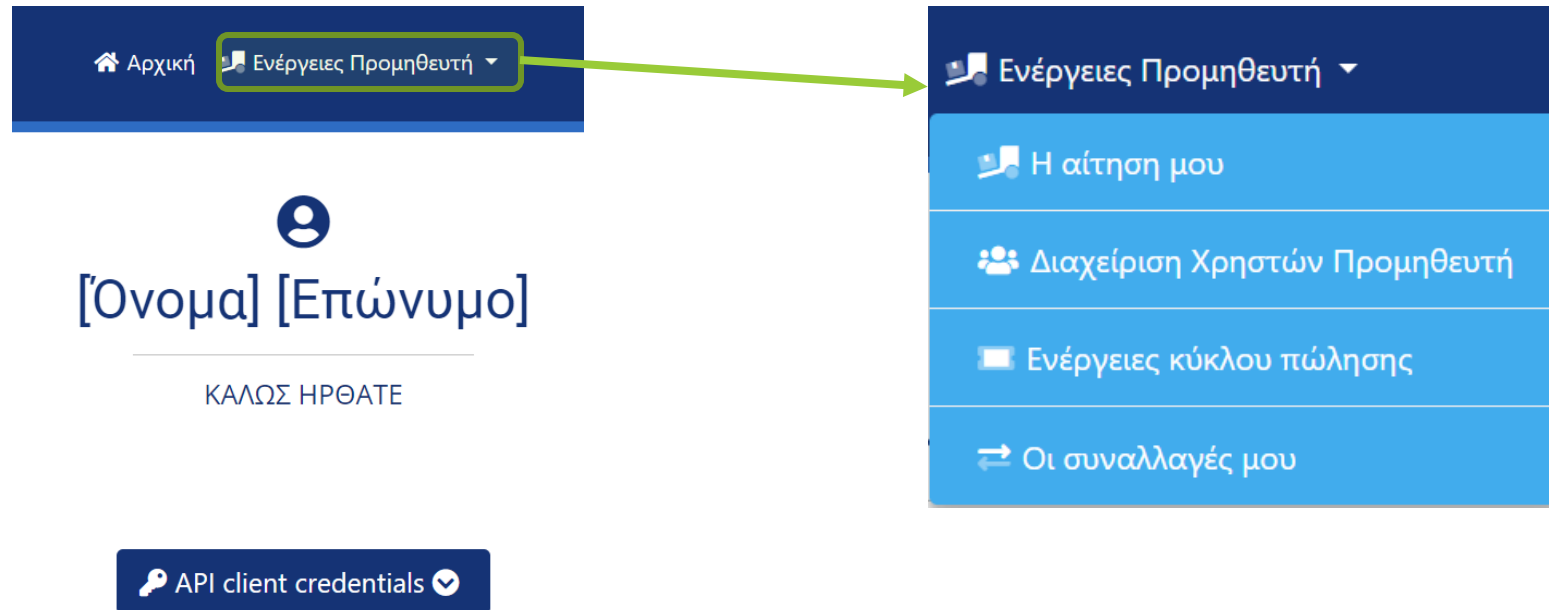 Αρχική Ενέργειες Προμηθευτή
[Όνομα] [Επώνυμο]
ΚΑΛΩΣ ΗΡΘΑΤΕ
API client credentials
Ενέργειες Προμηθευτή
Η αίτηση μου
Διαχείριση Χρηστών Προμηθευτή
Ενέργειες κύκλου πώλησης
Οι συναλλαγές μου